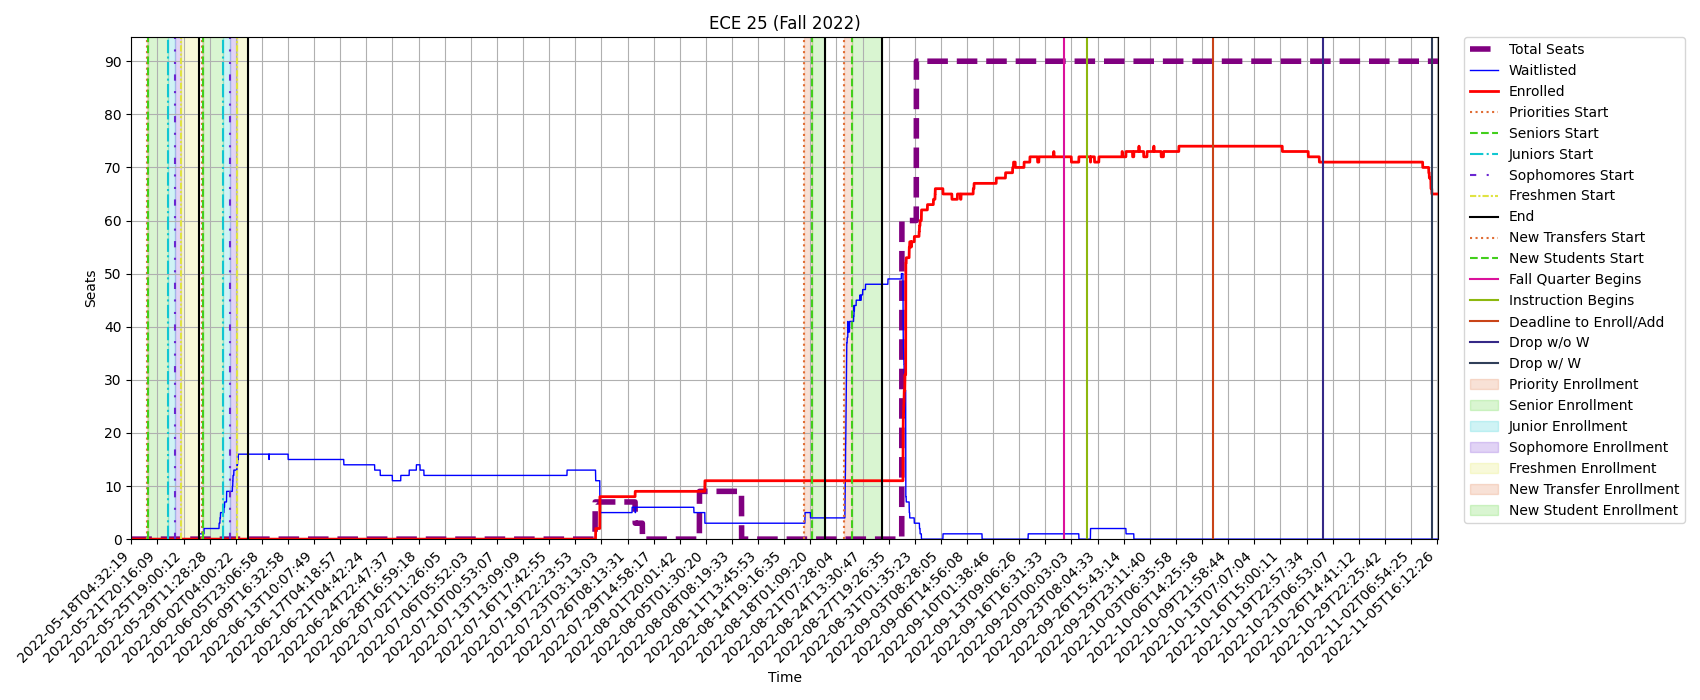 ECE 25 (Fall 2022)
Seats
90
80
70
60
50
40
30
20
10
0
2022-05-18T04:32:19
2022-05-21T20:16:09
2022-05-25T19:00:12
2022-05-29T11:28:28
2022-06-02T04:00:22
2022-06-05T23:06:58
2022-06-09T16:32:58
2022-06-13T10:07:49
2022-06-17T04:18:57
2022-06-21T04:42:24
2022-06-24T22:47:37
2022-06-28T16:59:18
2022-07-02T11:26:05
2022-07-06T05:52:03
2022-07-10T00:53:07
2022-07-13T13:09:09
2022-07-16T17:42:55
2022-07-19T22:23:53
2022-07-23T03:13:03
2022-07-26T08:13:31
2022-07-29T14:58:17
2022-08-01T20:01:42
2022-08-05T01:30:20
2022-08-08T08:19:33
2022-08-11T13:45:53
2022-08-14T19:16:35
2022-08-18T01:09:20
2022-08-21T07:28:04
2022-08-24T13:30:47
2022-08-27T19:26:35
2022-08-31T01:35:23
2022-09-03T08:28:05
2022-09-06T14:56:08
2022-09-10T01:38:46
2022-09-13T09:06:26
2022-09-16T16:31:33
2022-09-20T00:03:03
2022-09-23T08:04:33
2022-09-26T15:43:14
2022-09-29T23:11:40
2022-10-03T06:35:58
2022-10-06T14:25:58
2022-10-09T21:58:44
2022-10-13T07:07:04
2022-10-16T15:00:11
2022-10-19T22:57:34
2022-10-23T06:53:07
2022-10-26T14:41:12
2022-10-29T22:25:42
2022-11-02T06:54:25
2022-11-05T16:12:26
Time
Total Seats
Waitlisted
Enrolled
Priorities Start
Seniors Start
Juniors Start
Sophomores Start
Freshmen Start
End
New Transfers Start
New Students Start
Fall Quarter Begins
Instruction Begins
Deadline to Enroll/Add
Drop w/o W
Drop w/ W
Priority Enrollment
Senior Enrollment
Junior Enrollment
Sophomore Enrollment
Freshmen Enrollment
New Transfer Enrollment
New Student Enrollment